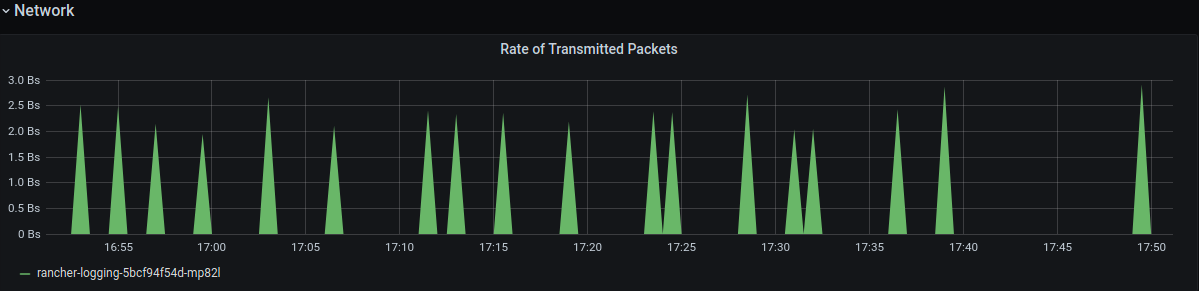 Network
Rate of Transmitted Packets
3.0 Bs
2.5 Bs
2.0 Bs
1.5 Bs
1.0 Bs
0.5 Bs
0 Bs
16:55 17:00 17:05 17:10 17:15 17:20 17:25 17:30 17:35 17:40 17:45 17:50
rancher-logging-5bcf94f54d-mp82l